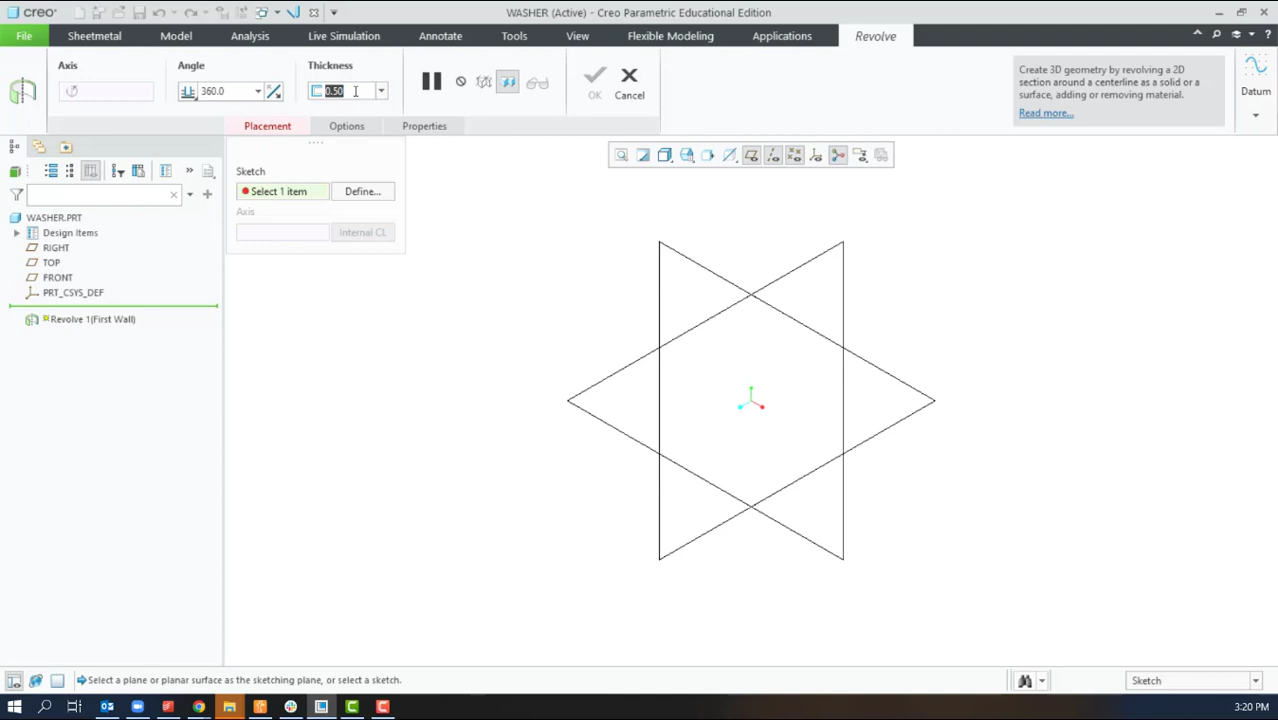 creo
WASHER (Active) - Creo Parametric Educational Edition
File Sheetmetal Model Analysis Live Simulation Annotate Tools View Flexible Modeling Applications Revolve
Axis Angle Thickness
360.0
0.50
OK
Cancel
Create 3D geometry by revolving a 2D
section around a centerline as a solid or a
surface, adding or removing material.
Read more...
Datum
Placement Options Properties
Sketch
Select 1 item Define...
Axis
Internal CL
WASHER.PRT
Design Items
RIGHT
TOP
FRONT
PRT_CSYS_DEF
Revolve 1(First Wall)
Select a plane or planar surface as the sketching plane, or select a sketch.
Sketch
3:20 PM